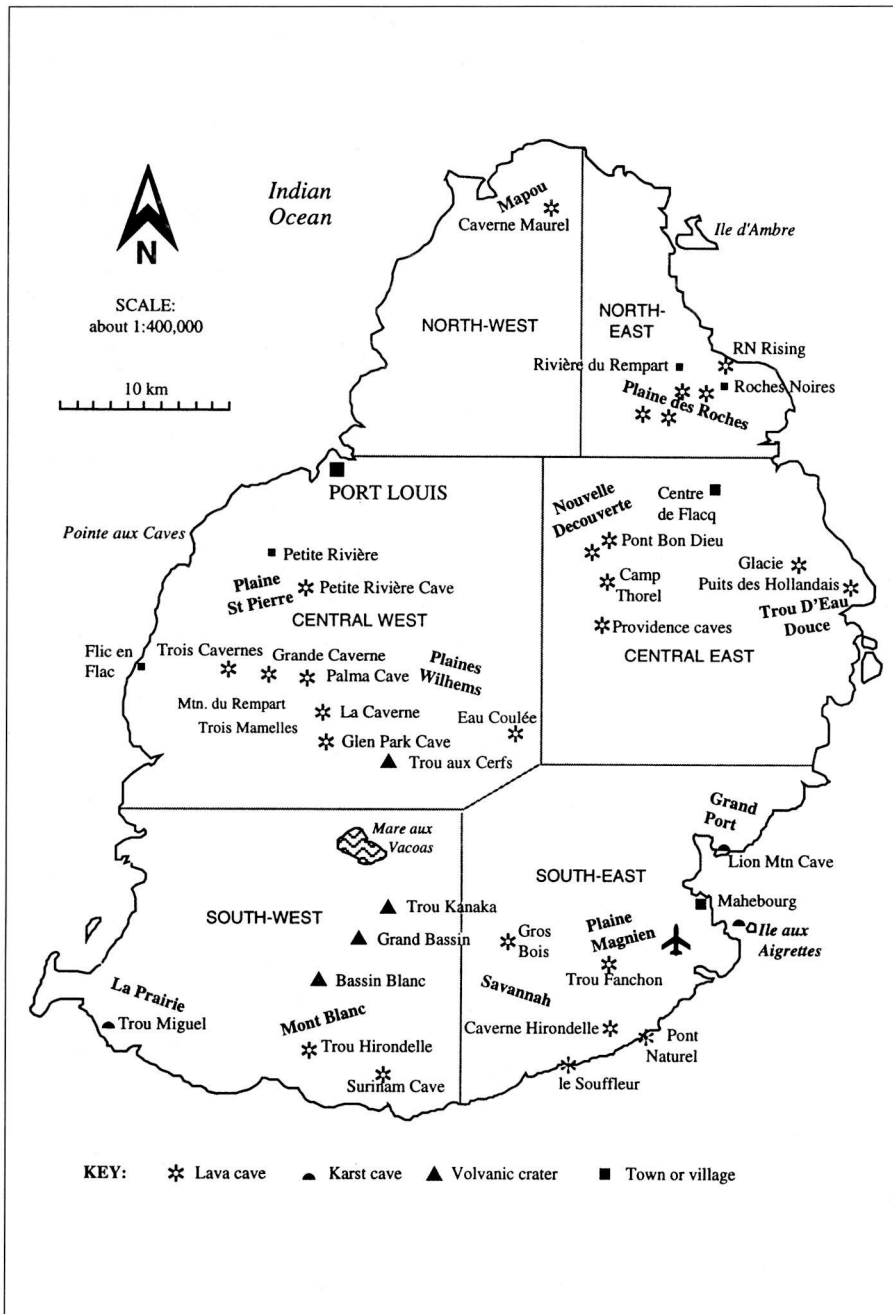 Indian
Ocean
N
SCALE:
about 1:400,000
10 km
Mapou
Caverne Maurel
Ile d'Ambre
NORTH-WEST
NORTH-
EAST
RN Rising
Rivière du Rempart
Roches Noires
Plaine des Roches
PORT LOUIS
Pointe aux Caves
Petite Rivière
Plaine
St Pierre
Petite Rivière Cave
CENTRAL WEST
Flic en
Flac
Trois Cavernes
Grande Caverne
Palma Cave
Plaines
Wilhems
Mtn. du Rempart
La Caverne
Trois Mamelles
Eau Coulée
Glen Park Cave
Trou aux Cerfs
Nouvelle
Decouverte
Centre
de Flacq
Pont Bon Dieu
Camp
Thorel
Glacie
Puits des Hollandais
Trou D'Eau
Douce
Providence caves
CENTRAL EAST
Mare aux
Vacoas
SOUTH-WEST
Trou Kanaka
Grand Bassin
Bassin Blanc
La Prairie
Trou Miguel
Mont Blanc
Trou Hirondelle
Surinam Cave
Grand
Port
Lion Mtn Cave
SOUTH-EAST
Mahebourg
Ile aux
Aigrettes
Plaine
Magnien
Gros
Bois
Trou Fanchon
Savannah
Caverne Hirondelle
Pont
Naturel
le Souffleur
KEY: Lava cave Karst cave Volcanic crater Town or village